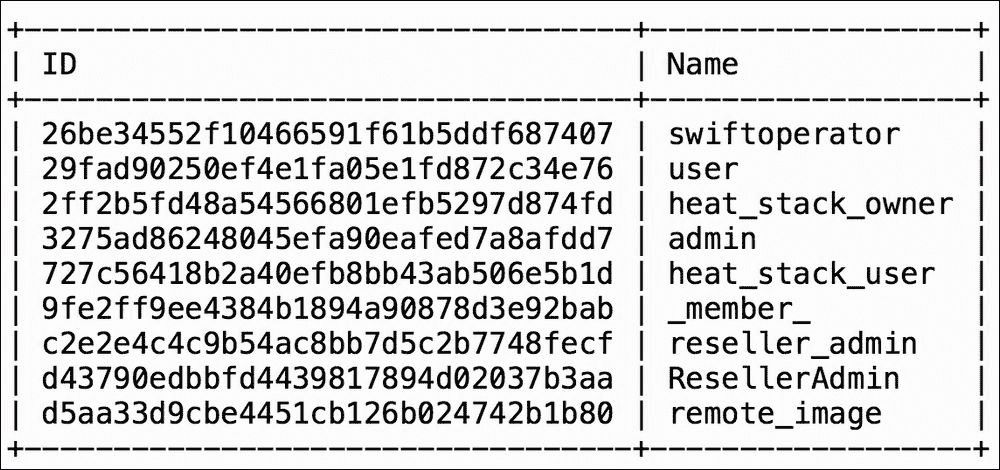 +----------------------------------+------------------+
| ID                               | Name             |
+----------------------------------+------------------+
| 26be34552f10466591f61b5ddf687407 | swiftoperator    |
| 29fad90250ef4e1fa05e1fd872c34e76 | user             |
| 2ff2b5fd48a54566801efb5297d874fd | heat_stack_owner |
| 3275ad86248045efa90eafed7a8afdd7 | admin            |
| 727c56418b2a40efb8bb43ab506e5b1d | heat_stack_user  |
| 9fe2ff9ee4384b1894a90878d3e92bab | _member_         |
| c2e2e4c4c9b54ac8bb7d5c2b7748fecf | reseller_admin   |
| d43790edbbfd4439817894d02037b3aa | ResellerAdmin    |
| d5aa33d9cbe4451cb126b024742b1b80 | remote_image     |
+----------------------------------+------------------+